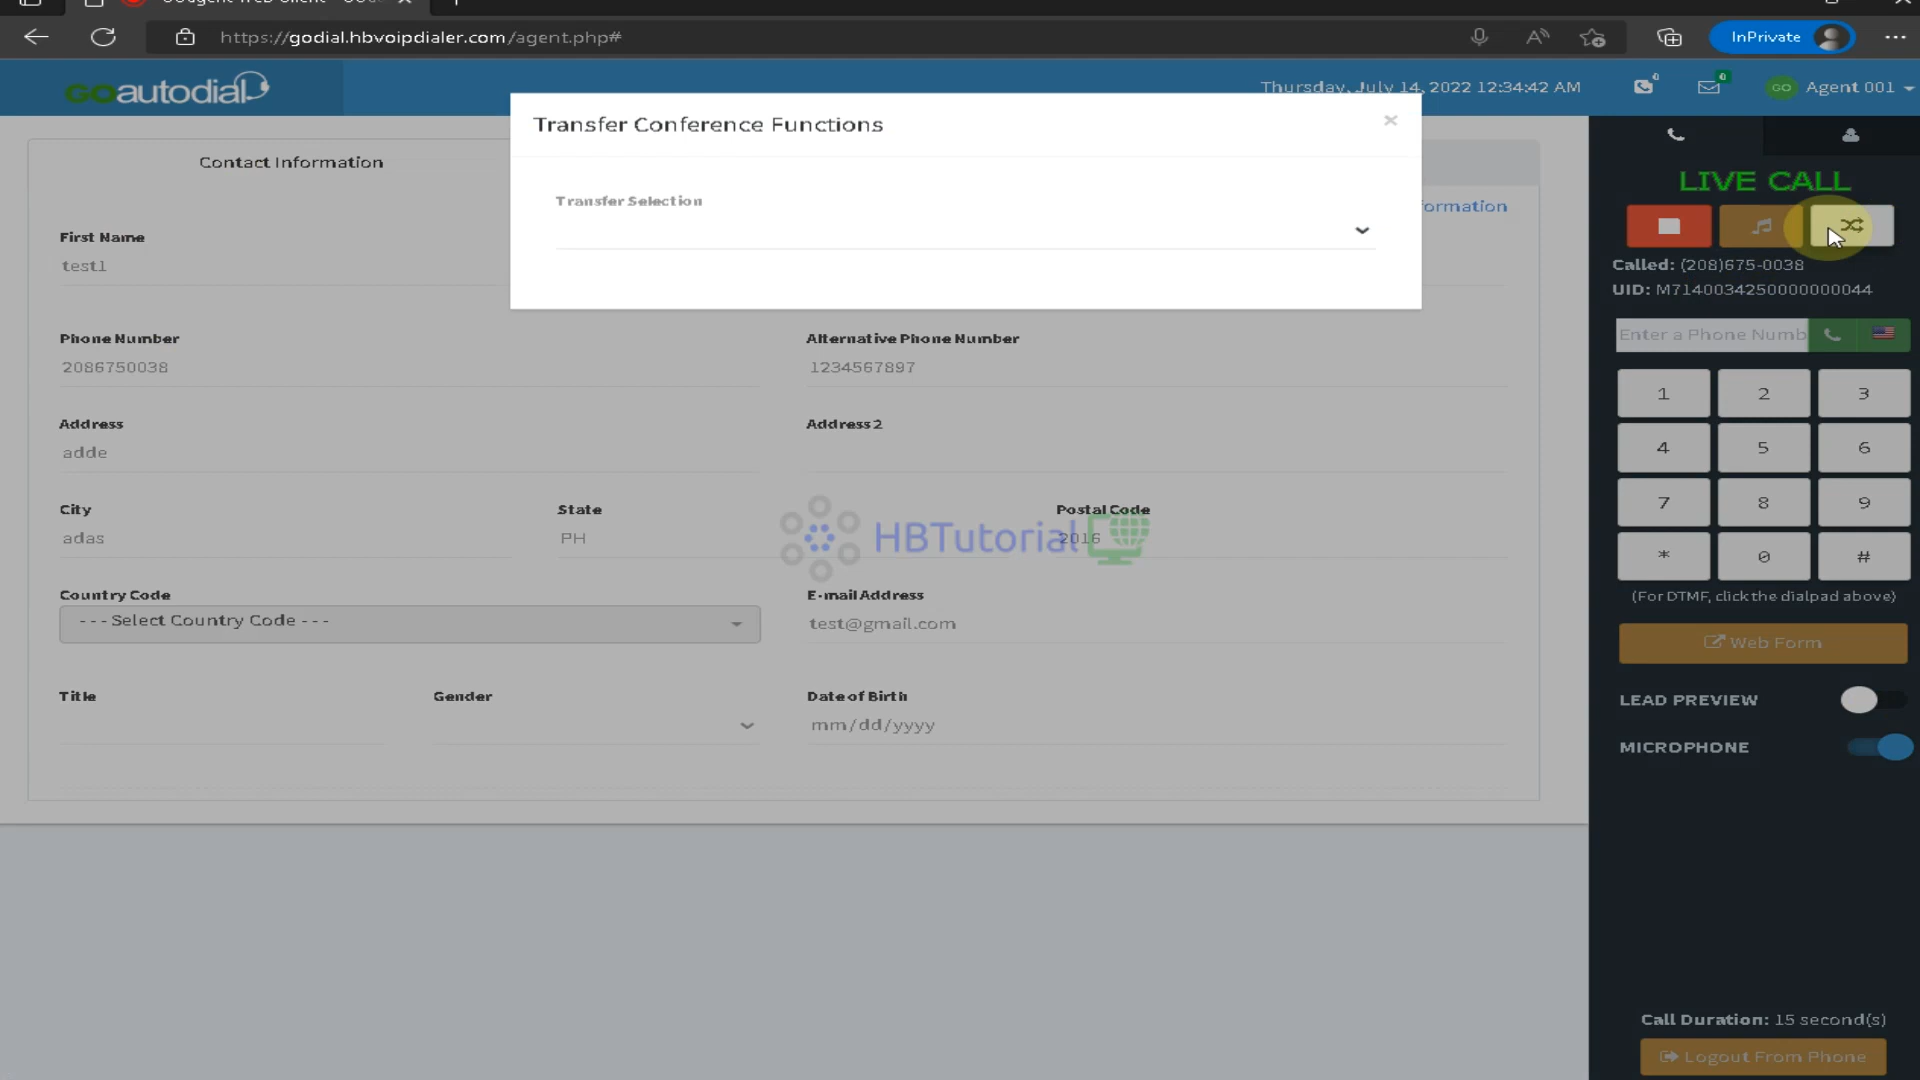 https://godial.hbvoipdialer.com/agent.php#
InPrivate
GOautodial
Thursday, July 14, 2022 12:34:42 AM
0
0
GO
Agent 001
Transfer Conference Functions
×
Contact Information
Transfer Selection
formation
LIVE CALL
First Name
test1
Called: (208)675-0038
UID: M7140034250000000044
Enter a Phone Numb
Phone Number
Alternative Phone Number
2086750038
1234567897
1 2 3
Address
Address 2
adde
4 5 6
City
State
Postal Code
adas
PH
2016
HBTutorial
7 8 9
* 0 #
Country Code
E-mail Address
(For DTMF, click the dialpad above)
--- Select Country Code ---
test@gmail.com
Web Form
Title
Gender
Date of Birth
mm/dd/yyyy
LEAD PREVIEW
MICROPHONE
Call Duration: 15 second(s)
Logout From Phone